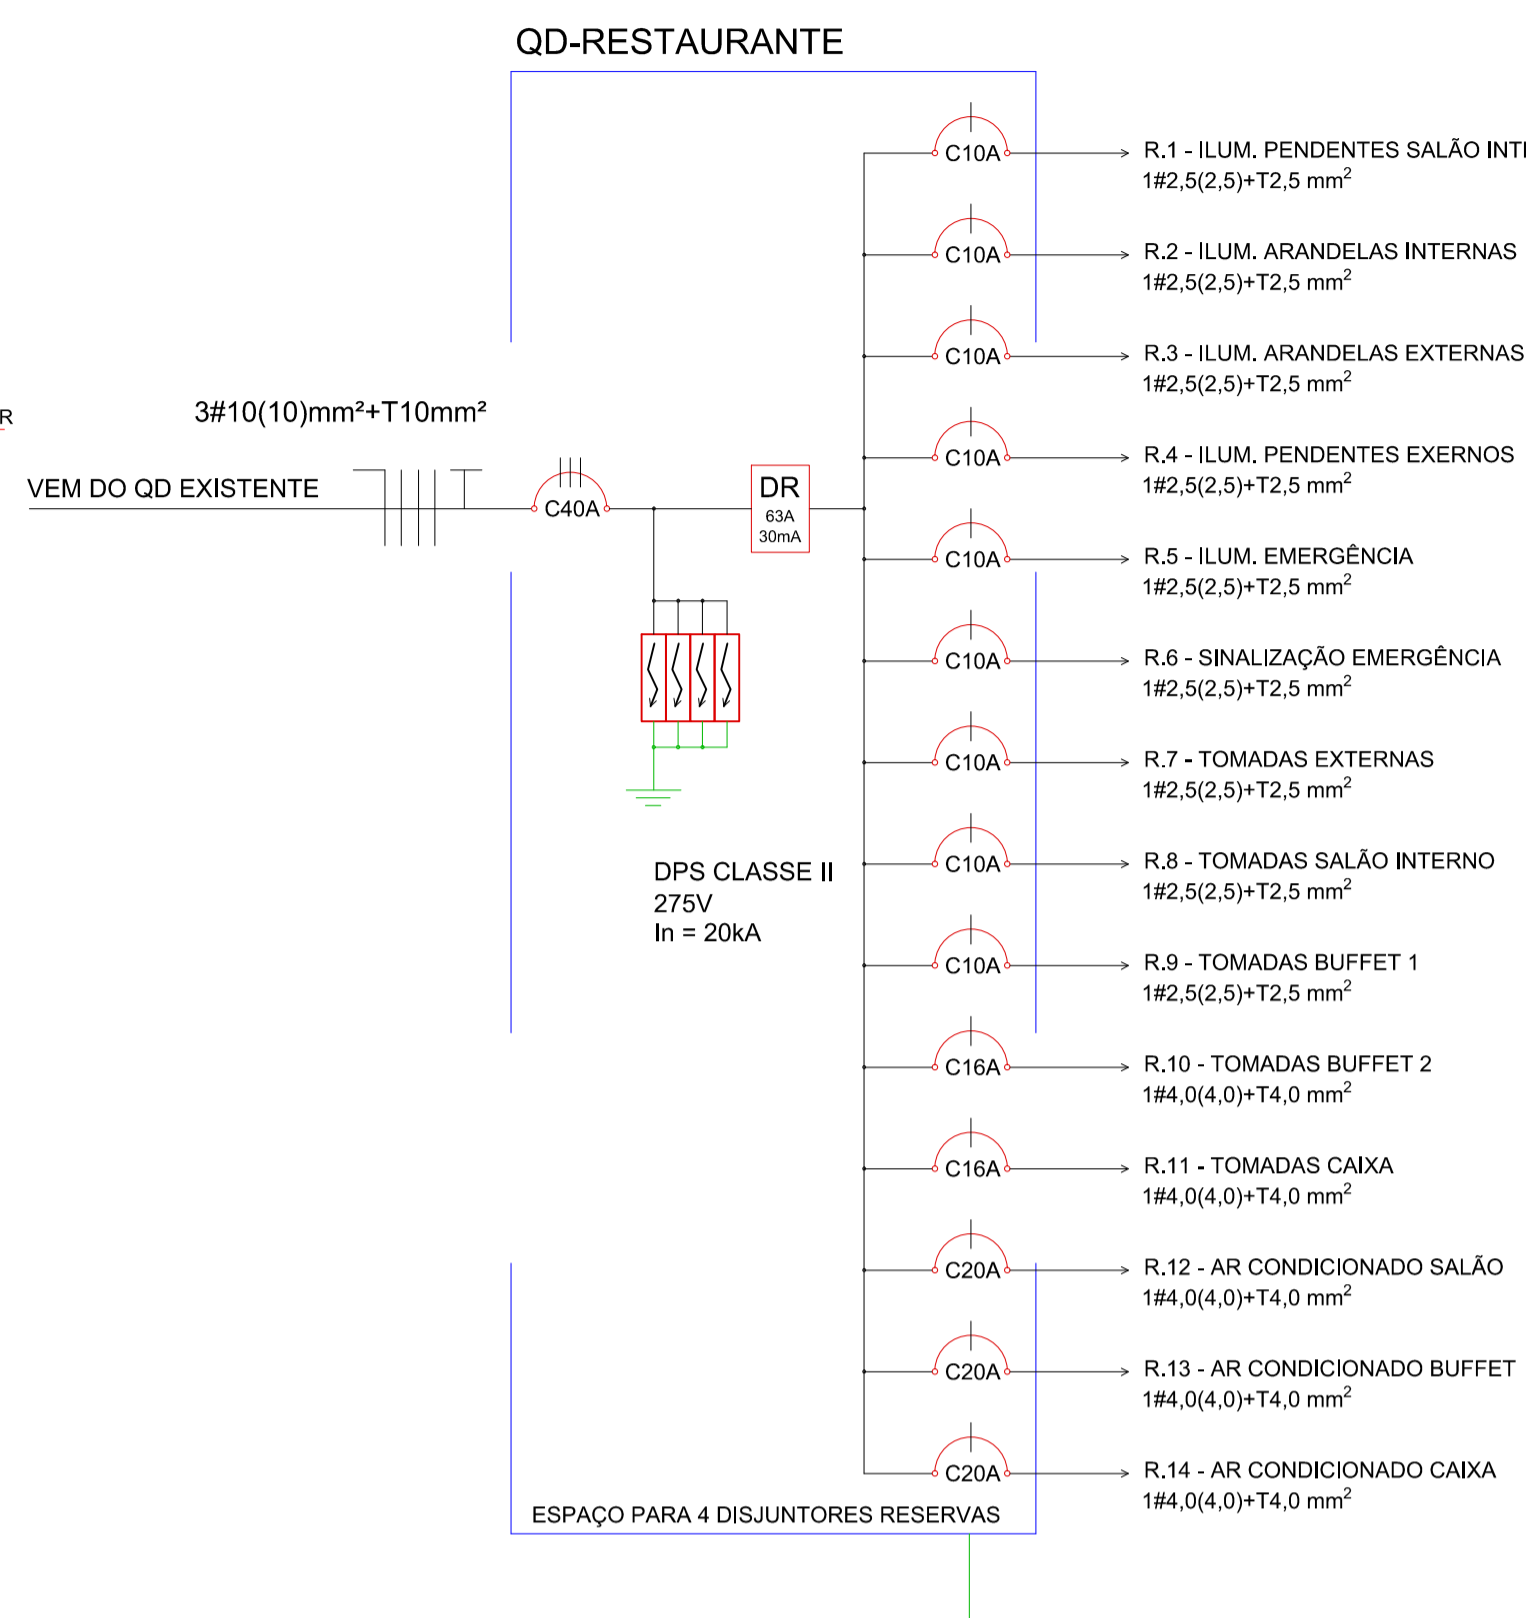 QD-RESTAURANTE
C10A
R.1 - ILUM. PENDENTES SALÃO
1#2,5(2,5)+T2,5 mm²
C10A
R.2 - ILUM. ARANDELAS INTERNAS
1#2,5(2,5)+T2,5 mm²
C10A
R.3 - ILUM. ARANDELAS EXTERNAS
1#2,5(2,5)+T2,5 mm²
R
3#10(10)mm²+T10mm²
C10A
R.4 - ILUM. PENDENTES EXERNOS
1#2,5(2,5)+T2,5 mm²
VEM DO QD EXISTENTE
C40A
DR
63A
30mA
C10A
R.5 - ILUM. EMERGÊNCIA
1#2,5(2,5)+T2,5 mm²
C10A
R.6 - SINALIZAÇÃO EMERGÊNCIA
1#2,5(2,5)+T2,5 mm²
C10A
R.7 - TOMADAS EXTERNAS
1#2,5(2,5)+T2,5 mm²
DPS CLASSE II
275V
In = 20kA
C10A
R.8 - TOMADAS SALÃO INTERNO
1#2,5(2,5)+T2,5 mm²
C10A
R.9 - TOMADAS BUFFET 1
1#2,5(2,5)+T2,5 mm²
C16A
R.10 - TOMADAS BUFFET 2
1#4,0(4,0)+T4,0 mm²
C16A
R.11 - TOMADAS CAIXA
1#4,0(4,0)+T4,0 mm²
C20A
R.12 - AR CONDICIONADO SALÃO
1#4,0(4,0)+T4,0 mm²
C20A
R.13 - AR CONDICIONADO BUFFET
1#4,0(4,0)+T4,0 mm²
C20A
R.14 - AR CONDICIONADO CAIXA
1#4,0(4,0)+T4,0 mm²
ESPAÇO PARA 4 DISJUNTORES RESERVAS